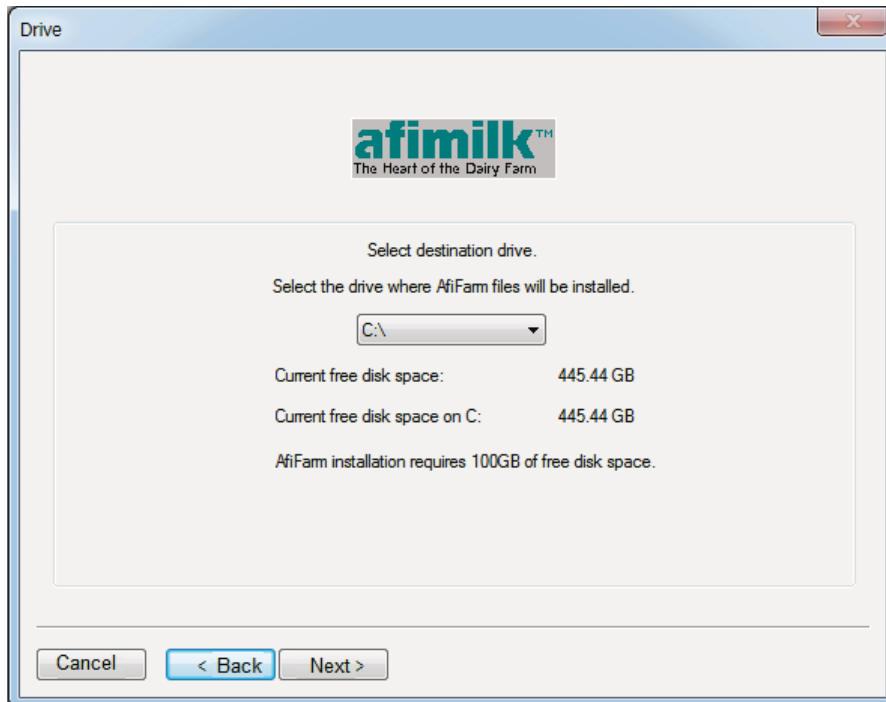 Drive
afimilk™
The Heart of the Dairy Farm
Select destination drive.
Select the drive where AfiFarm files will be installed.
C:\
Current free disk space: 445.44 GB
Current free disk space on C: 445.44 GB
AfiFarm installation requires 100GB of free disk space.
Cancel < Back Next >